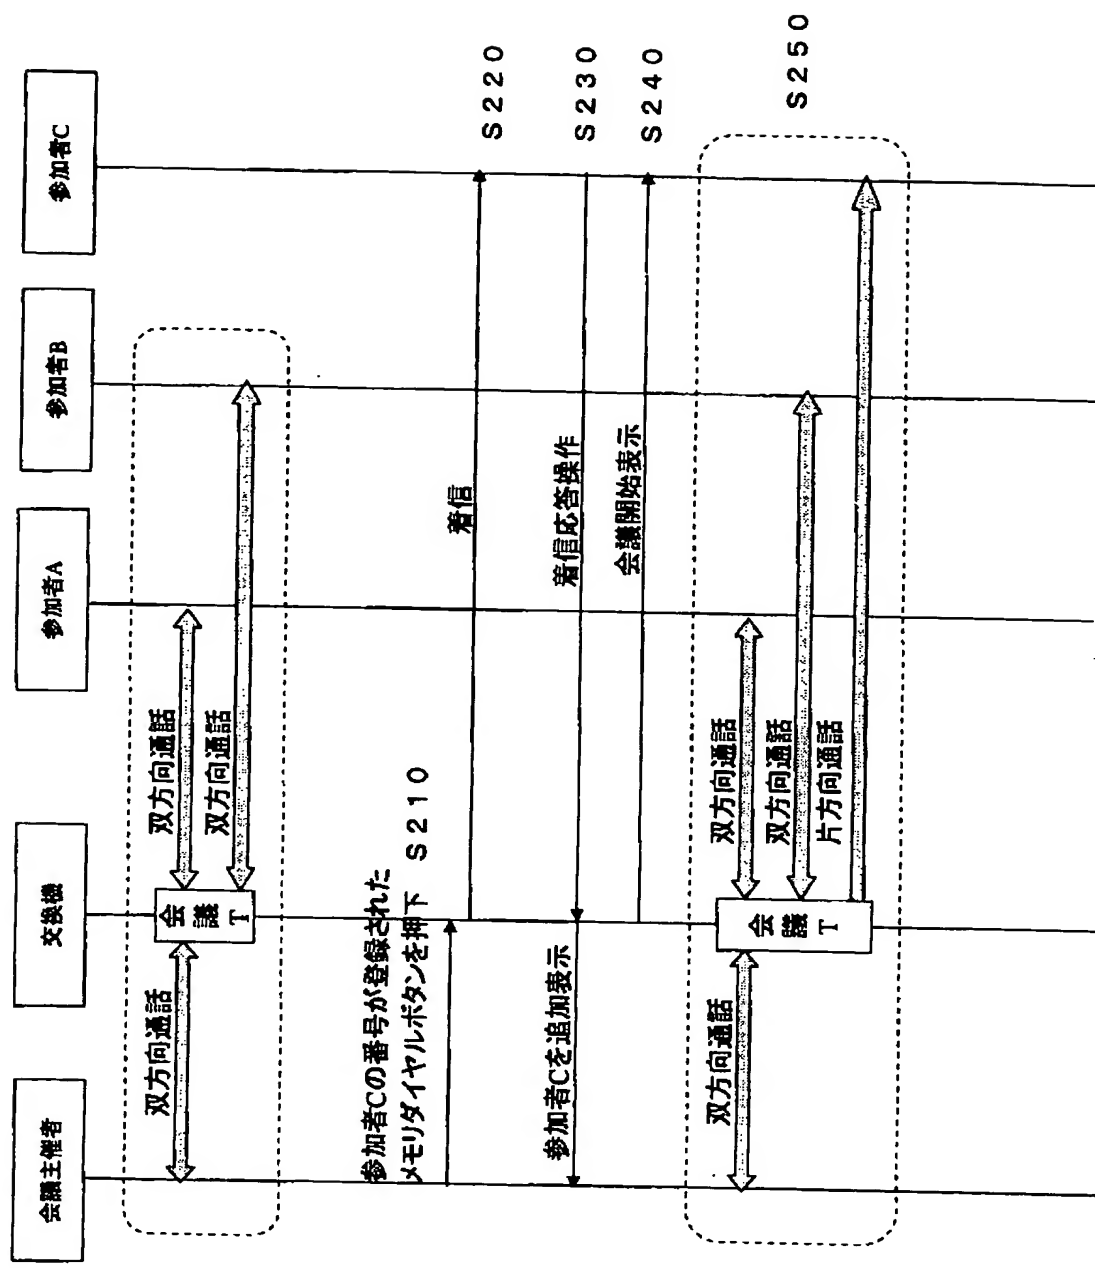 会議主催者
交換機
参加者A
参加者B
参加者C
双方向通話
会議
T
双方向通話
双方向通話
参加者Cの番号が登録された
メモリダイヤルボタンを押下
S210
着信
S220
着信応答操作
S230
参加者Cを追加表示
会議開始表示
S240
双方向通話
会議
T
双方向通話
双方向通話
片方向通話
S250